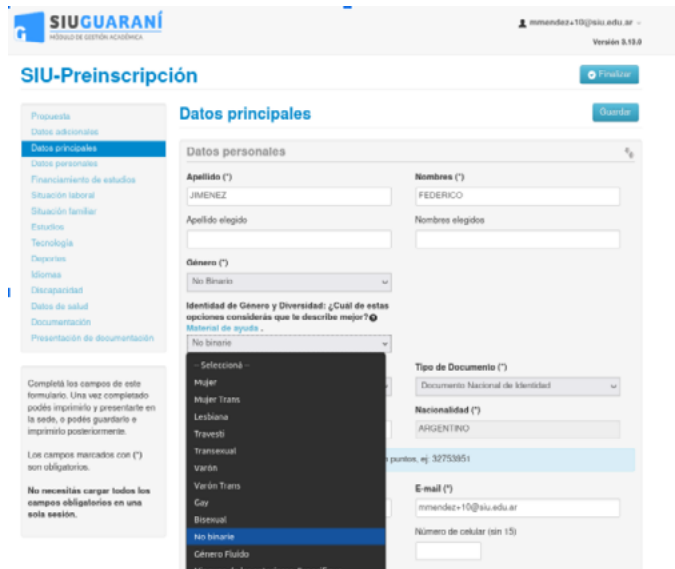 SIUGUARANÍ
MÓDULO DE GESTIÓN ACADÉMICA
mmendez+10@siu.edu.ar
Versión 3.13.0
SIU-Preinscripción
Finalizar
Propuesta
Datos adicionales
Datos principales
Datos personales
Financiamiento de estudios
Situación laboral
Situación familiar
Estudios
Tecnología
Deportes
Idiomas
Discapacidad
Datos de salud
Documentación
Presentación de documentación
Completá los campos de este
formulario. Una vez completado
podés imprimirlo y presentarte en
la sede, o podés guardarlo e
imprimirlo posteriormente.
Los campos marcados con (*)
son obligatorios.
No necesitás cargar todos los
campos obligatorios en una
sola sesión.
Datos principales
Guardar
Datos personales
Apellido (*)
Nombres (*)
JIMENEZ
FEDERICO
Apellido elegido
Nombres elegidos
Género (*)
No Binario
Identidad de Género y Diversidad: ¿Cuál de estas
opciones considerás que te describe mejor?
Material de ayuda .
No binarie
-- Seleccioná --
Mujer
Mujer Trans
Lesbiana
Travesti
Transexual
Varón
Varón Trans
Gay
Bisexual
No binarie
Género Fluído
Tipo de Documento (*)
Documento Nacional de Identidad
Nacionalidad (*)
ARGENTINO
puntos, ej: 32753951
E-mail (*)
mmendez+10@siu.edu.ar
Número de celular (sin 15)